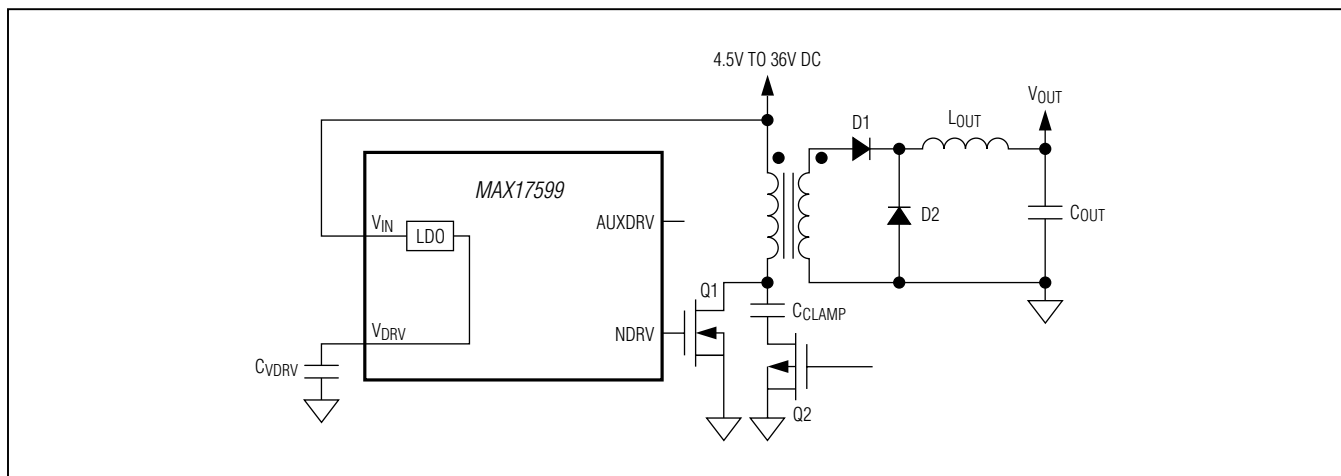 4.5V TO 36V DC
VOUT
D1
LOUT
MAX17599
VIN
LDO
AUXDRV
D2
COUT
Q1
CCLAMP
VDRV
NDRV
CVDRV
Q2